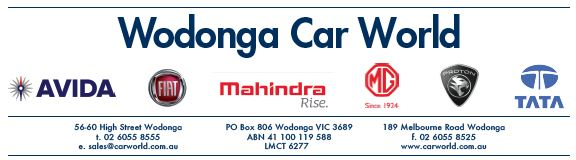 Wodonga Car World
AVIDA
FIAT
Mahindra
Rise.
MG
Since 1924
PROTON
TATA
56-60 High Street Wodonga
t. 02 6055 8555
e. sales@carworld.com.au
PO Box 806 Wodonga VIC 3689
ABN 41 100 119 588
LMCT 6277
189 Melbourne Road Wodonga
f. 02 6055 8525
www.carworld.com.au